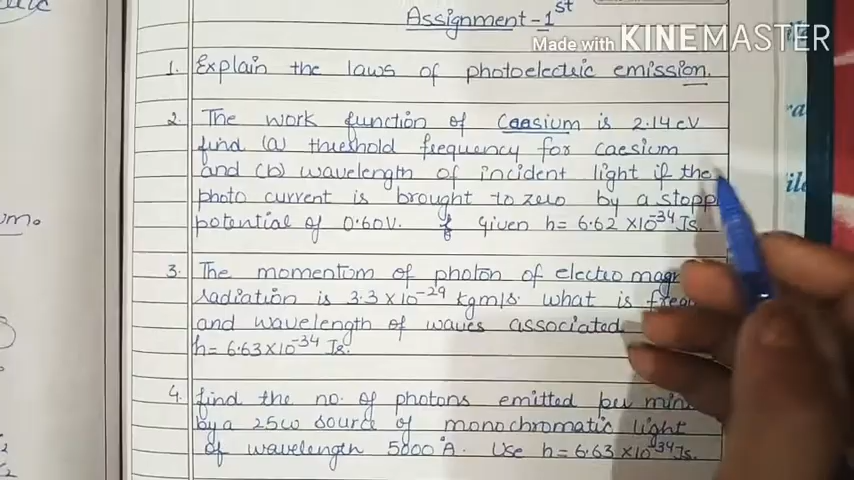 Assignment-1st
Made with KINEMASTER
1. Explain the laws of photoelectric emission.
2. The work function of Caesium is 2.14 eV
find (a) threshold frequency for caesium
and (b) wavelength of incident light if the
photo current is brought to zero by a stopp
potential of 0.60V. Given h= 6.62 ×10-34 Js.
3. The momentum of photon of electro magn
radiation is 3.3×10-29 kgm/s. what is freq
and wavelength of waves associated.
h= 6.63×10-34 Js.
4. find the no. of photons emitted per min
by a 25w source of monochromatic light
of wavelength 5000 Å. Use h= 6.63 ×10-34 Js.